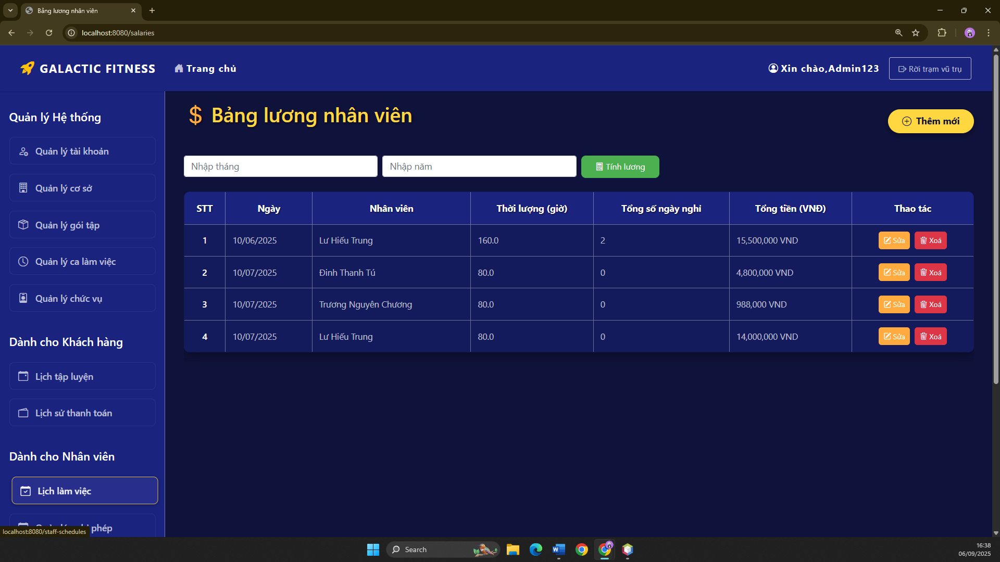 Bảng lương nhân viên
localhost:8080/salaries
GALACTIC FITNESS
Trang chủ
Xin chào,Admin123
Rời trạm vũ trụ
Quản lý Hệ thống
Quản lý tài khoản
Quản lý cơ sở
Quản lý gói tập
Quản lý ca làm việc
Quản lý chức vụ
Dành cho Khách hàng
Lịch tập luyện
Lịch sử thanh toán
Dành cho Nhân viên
Lịch làm việc
phép
localhost:8080/staff-schedules
$ Bảng lương nhân viên
Thêm mới
Nhập tháng
Nhập năm
Tính lương
STT Ngày Nhân viên Thời lượng (giờ) Tổng số ngày nghỉ Tổng tiền (VNĐ) Thao tác
1 10/06/2025 Lư Hiếu Trung 160.0 2 15,500,000 VND Sửa Xoá
2 10/07/2025 Đinh Thanh Tú 80.0 0 4,800,000 VND Sửa Xoá
3 10/07/2025 Trương Nguyên Chương 80.0 0 988,000 VND Sửa Xoá
4 10/07/2025 Lư Hiếu Trung 80.0 0 14,000,000 VND Sửa Xoá
Search
16:38
06/09/2025